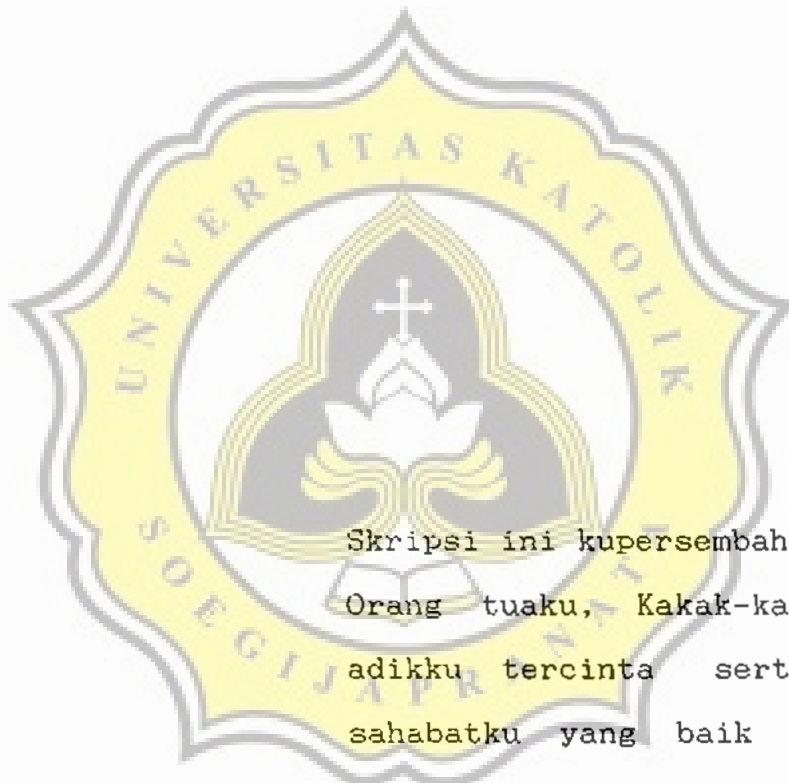 UNIVERSITAS KATOLIK
SOEGIJAPRANATA
Skripsi ini kupersembah
Orang tuaku, Kakak-ka
adikku tercinta sert
sahabatku yang baik